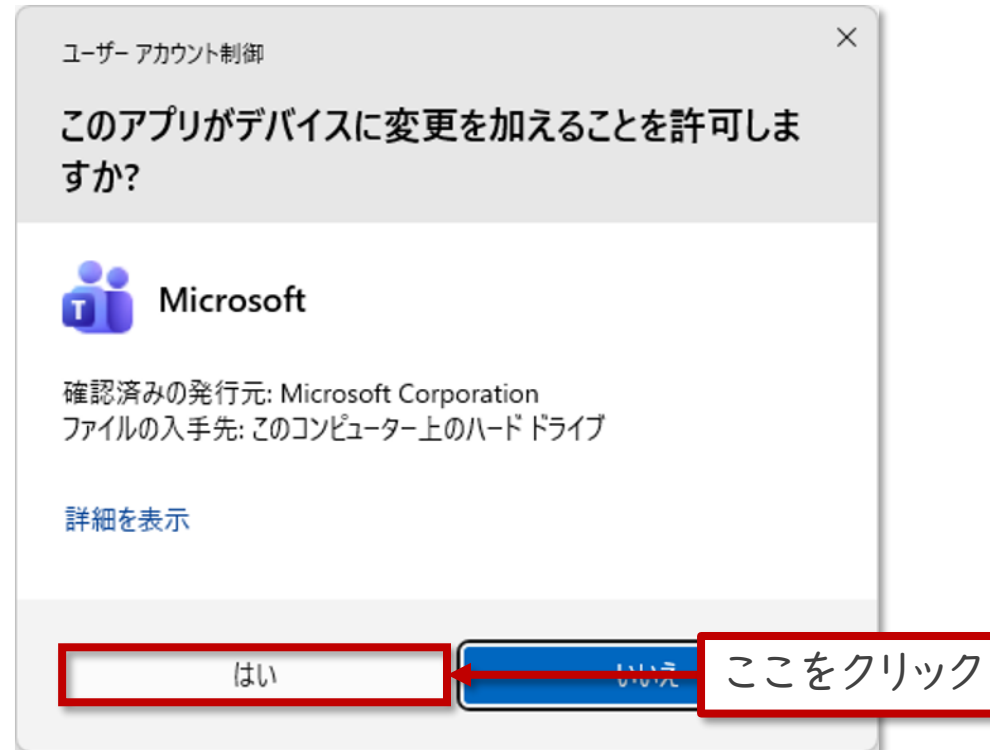 ユーザー アカウント制御
このアプリがデバイスに変更を加えることを許可しま
すか?
T
Microsoft
確認済みの発行元: Microsoft Corporation
ファイルの入手先: このコンピューター上のハード ドライブ
詳細を表示
はい
いいえ
ここをクリック